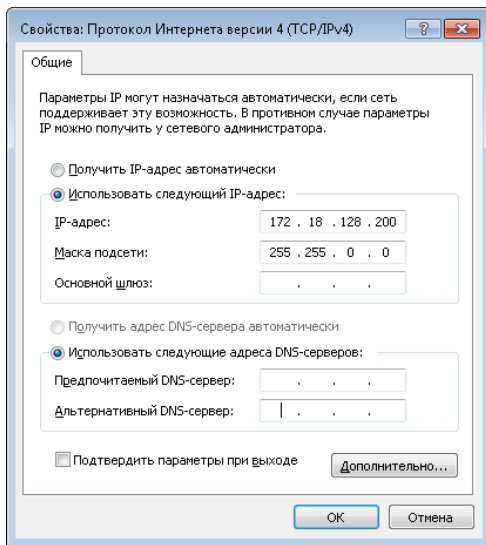 Свойства: Протокол Интернета версии 4 (TCP/IPv4)
Общие
Параметры IP могут назначаться автоматически, если сеть
поддерживает эту возможность. В противном случае параметры
IP можно получить у сетевого администратора.
Получить IP-адрес автоматически
Использовать следующий IP-адрес:
IP-адрес: 172 . 18 . 128 . 200
Маска подсети: 255 . 255 . 0 . 0
Основной шлюз: . . .
Получить адрес DNS-сервера автоматически
Использовать следующие адреса DNS-серверов:
Предпочитаемый DNS-сервер: . . .
Альтернативный DNS-сервер: . . .
Подтвердить параметры при выходе
Дополнительно...
ОК
Отмена